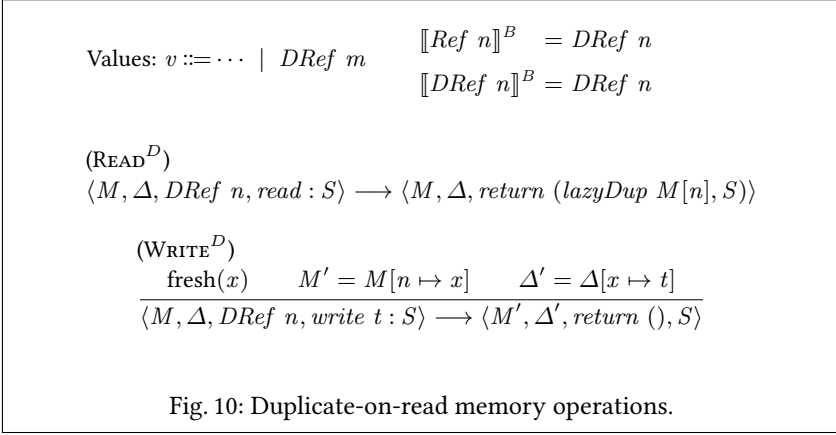 Values: v ::= ··· | DRef m    ⟦Ref n⟧^B = DRef n
⟦DRef n⟧^B = DRef n
(READ^D)
⟨M, Δ, DRef n, read : S⟩ ⟶ ⟨M, Δ, return (lazyDup M[n], S)⟩
(WRITE^D)
fresh(x)    M′ = M[n ↦ x]    Δ′ = Δ[x ↦ t]
⟨M, Δ, DRef n, write t : S⟩ ⟶ ⟨M′, Δ′, return (), S⟩
Fig. 10: Duplicate-on-read memory operations.